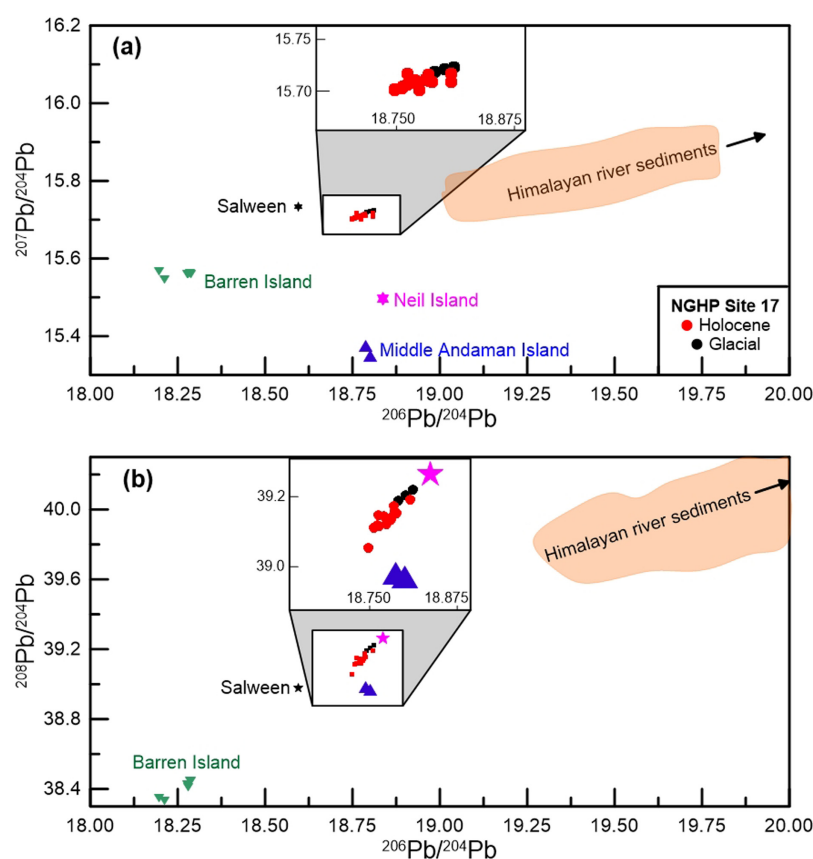 (a)
16.2
16.0
15.8
15.6
15.4
²⁰⁷Pb/²⁰⁴Pb
15.75
15.70
18.750
18.875
Himalayan river sediments
Salween
Barren Island
Neil Island
Middle Andaman Island
NGHP Site 17
Holocene
Glacial
18.00 18.25 18.50 18.75 19.00 19.25 19.50 19.75 20.00
²⁰⁶Pb/²⁰⁴Pb
(b)
40.0
39.6
39.2
38.8
38.4
²⁰⁸Pb/²⁰⁴Pb
39.2
39.0
18.750
18.875
Himalayan river sediments
Salween
Barren Island
18.00 18.25 18.50 18.75 19.00 19.25 19.50 19.75 20.00
²⁰⁶Pb/²⁰⁴Pb